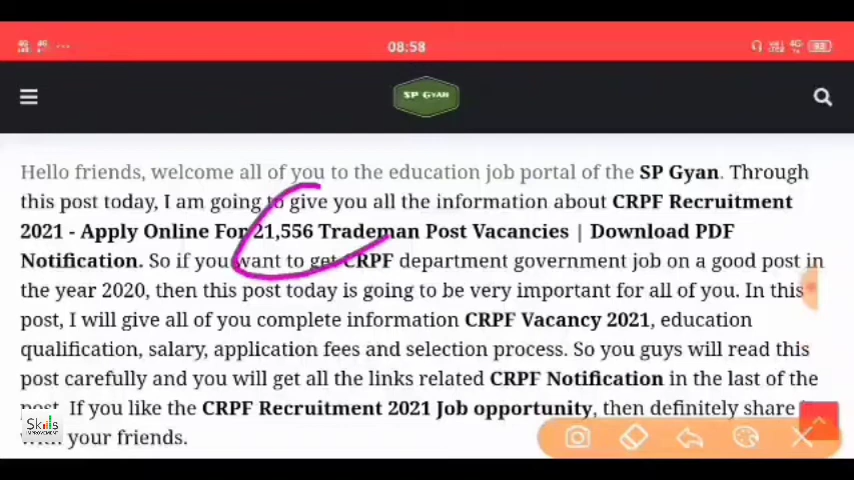 08:58
SP GYAN
Hello friends, welcome all of you to the education job portal of the SP Gyan. Through
this post today, I am going to give you all the information about CRPF Recruitment
2021 - Apply Online For 21,556 Trademan Post Vacancies | Download PDF
Notification. So if you want to get CRPF department government job on a good post in
the year 2020, then this post today is going to be very important for all of you. In this
post, I will give all of you complete information CRPF Vacancy 2021, education
qualification, salary, application fees and selection process. So you guys will read this
post carefully and you will get all the links related CRPF Notification in the last of the
post. If you like the CRPF Recruitment 2021 Job opportunity, then definitely share
with your friends.
Skills
IMPROVEMENT